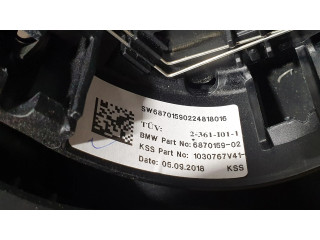 SW68701590224818016
TÜV: 2-361-101-1
BMW Part No: 6870159-02
KSS Part No: 1030767V41-
Date: 05.09.2018 KSS